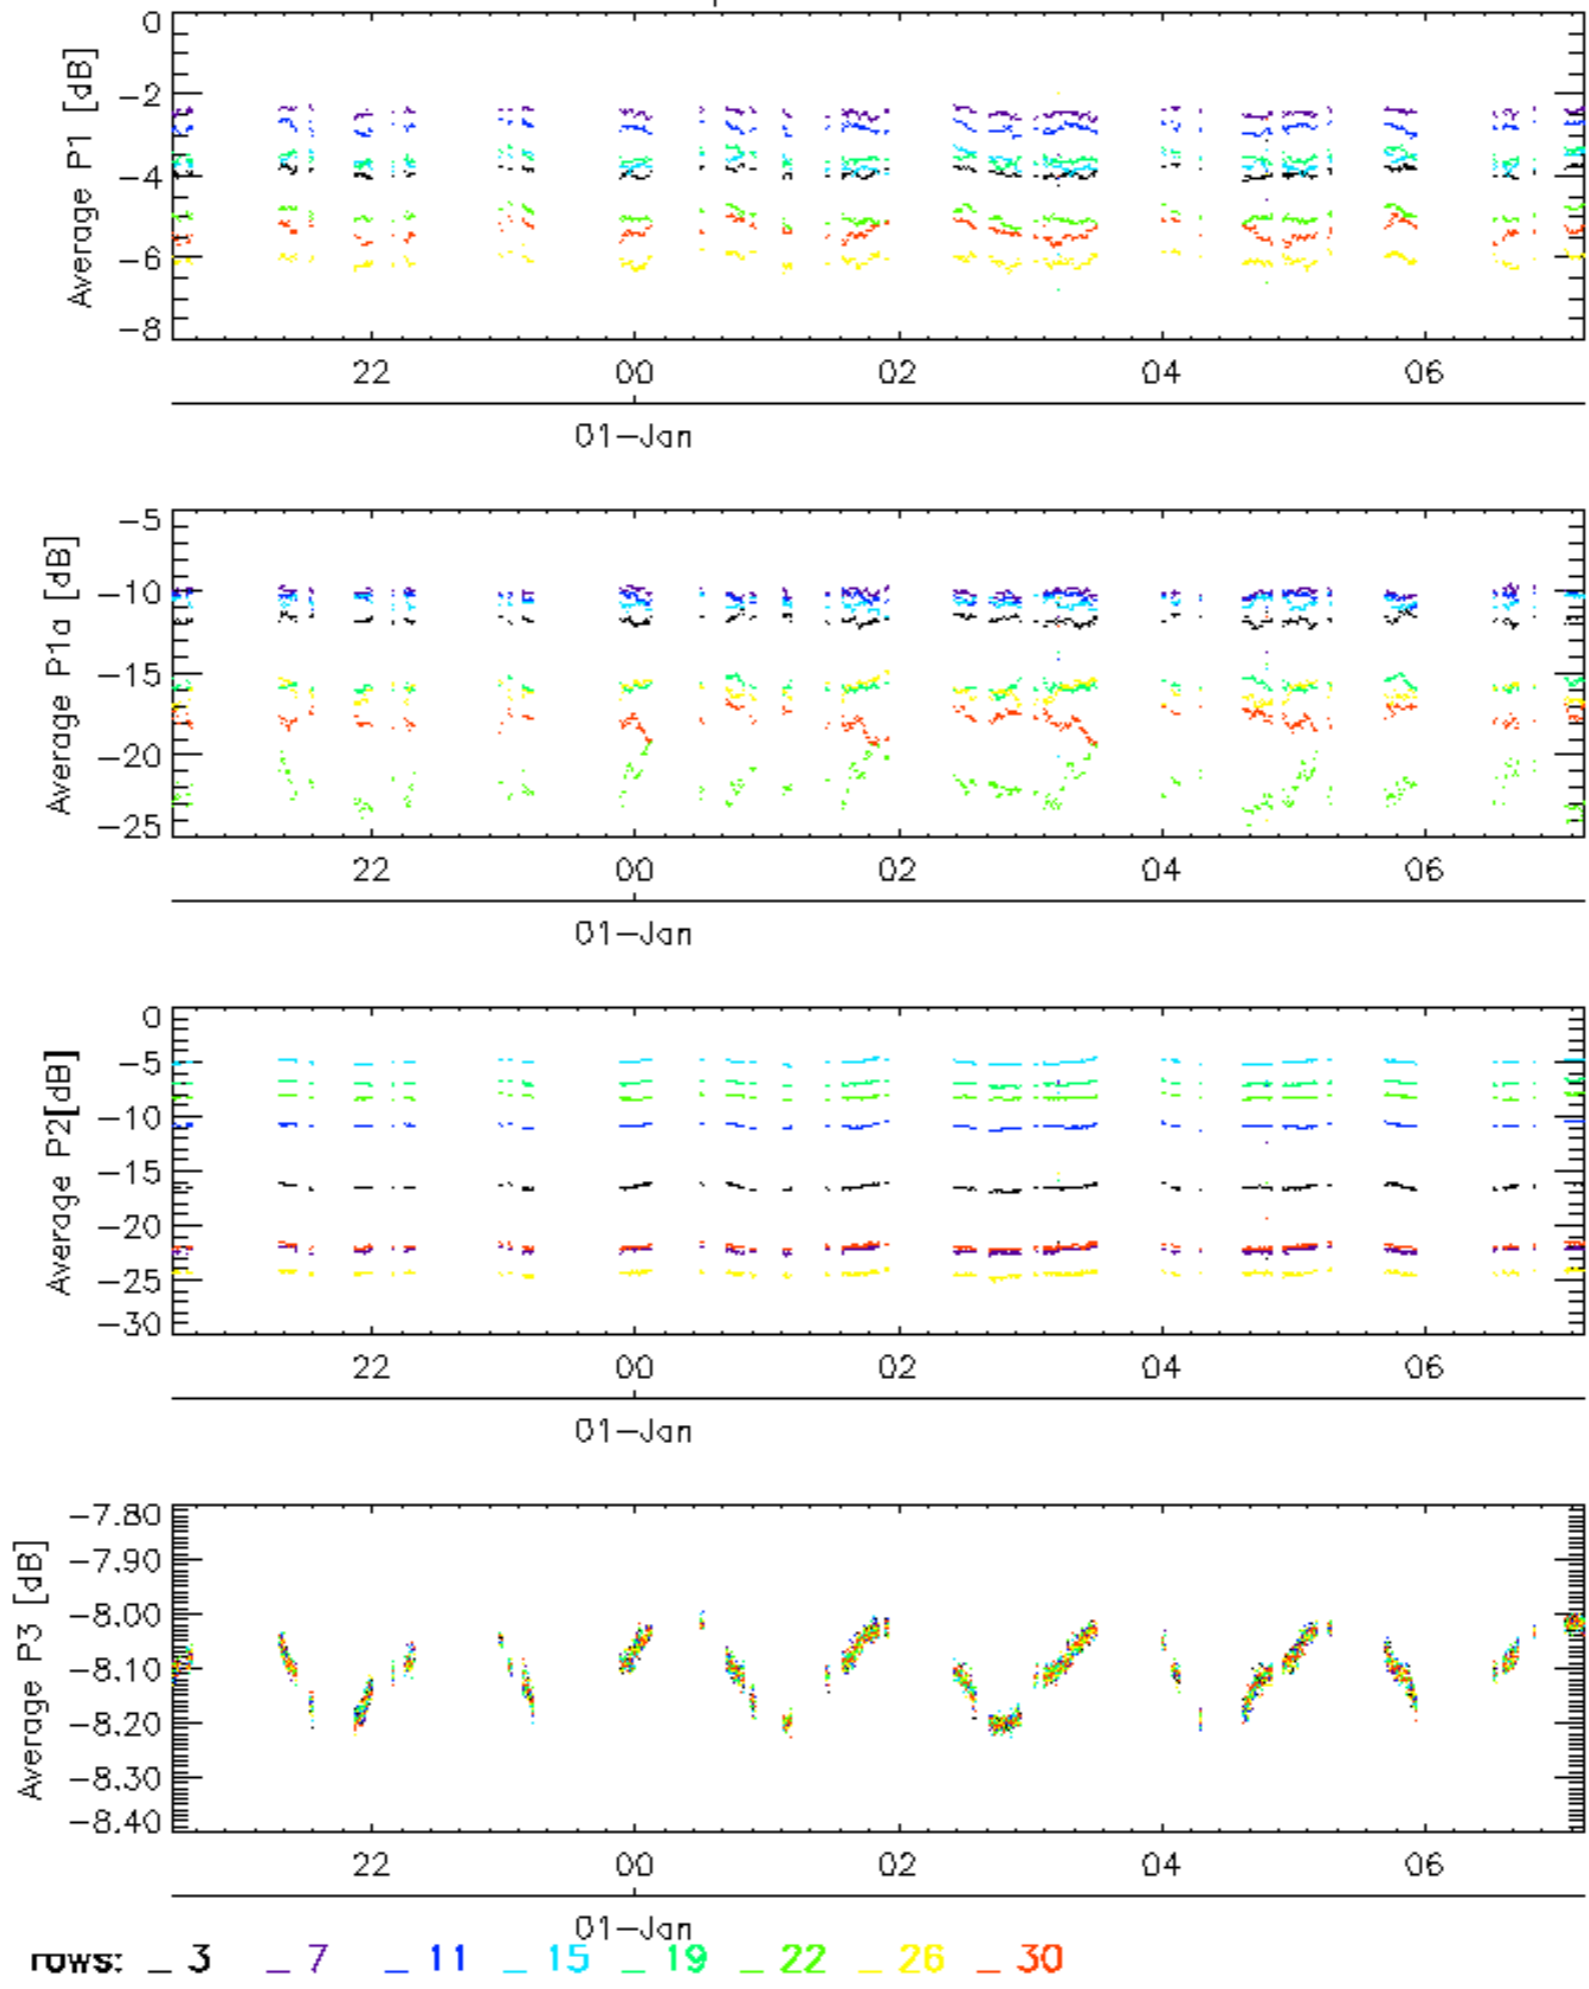 0
-2
-4
-6
-8
Average P1 [dB]
22 00 02 04 06
01-Jan
-5
-10
-15
-20
-25
Average P1a [dB]
22 00 02 04 06
01-Jan
0
-5
-10
-15
-20
-25
-30
Average P2[dB]
22 00 02 04 06
01-Jan
-7.80
-7.90
-8.00
-8.10
-8.20
-8.30
-8.40
Average P3 [dB]
22 00 02 04 06
01-Jan
rows: _ 3 _ 7 _ 11 _ 15 _ 19 _ 22 _ 26 _ 30